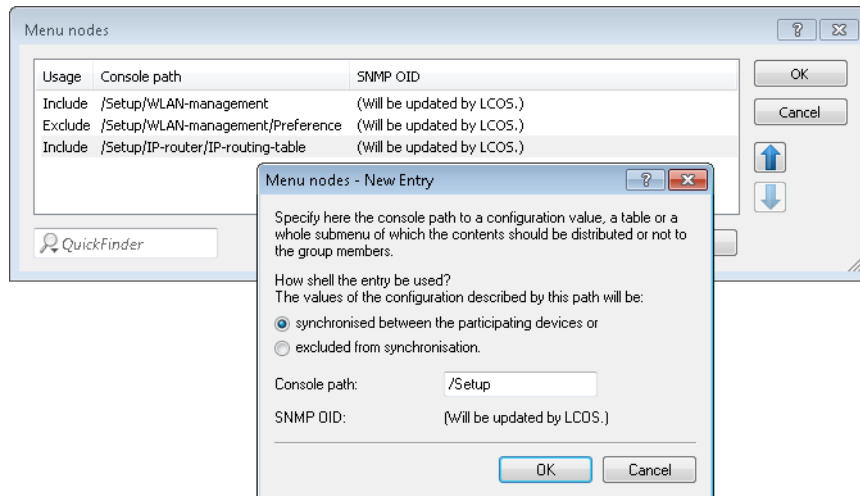 Menu nodes
Usage Console path SNMP OID
Include /Setup/WLAN-management (Will be updated by LCOS.)
Exclude /Setup/WLAN-management/Preference (Will be updated by LCOS.)
Include /Setup/IP-router/IP-routing-table (Will be updated by LCOS.)
OK
Cancel
QuickFinder
Menu nodes - New Entry
Specify here the console path to a configuration value, a table or a
whole submenu of which the contents should be distributed or not to
the group members.
How shell the entry be used?
The values of the configuration described by this path will be:
synchronised between the participating devices or
excluded from synchronisation.
Console path: /Setup
SNMP OID: (Will be updated by LCOS.)
OK Cancel